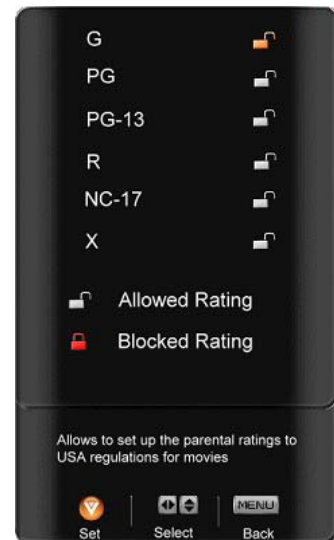 G
PG
PG-13
R
NC-17
X
Allowed Rating
Blocked Rating
Allows to set up the parental ratings to
USA regulations for movies
V MENU
Set Select Back